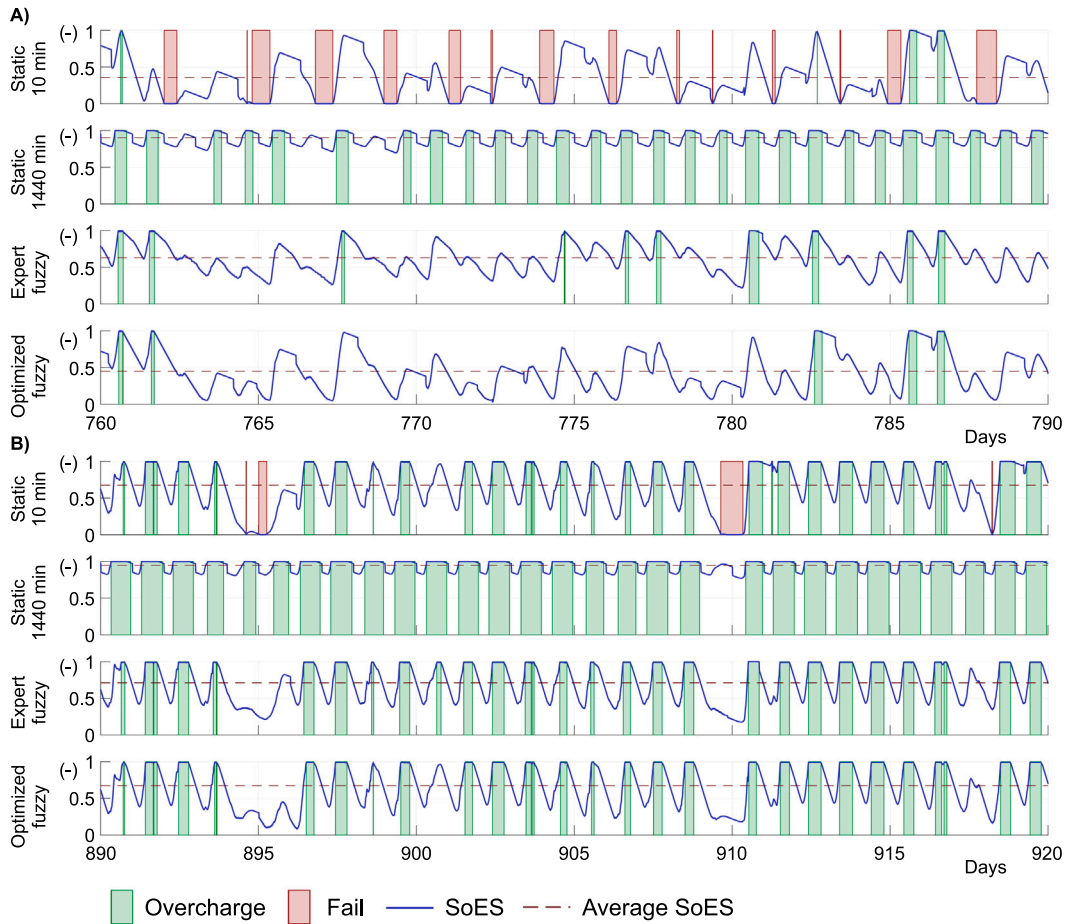 A)
Static
10 min
(-)
1
0.5
0
Static
1440 min
(-)
1
0.5
0
Expert
fuzzy
(-)
1
0.5
0
Optimized
fuzzy
(-)
1
0.5
0
760 765 770 775 780 785 790
Days
B)
Static
10 min
(-)
1
0.5
0
Static
1440 min
(-)
1
0.5
0
Expert
fuzzy
(-)
1
0.5
0
Optimized
fuzzy
(-)
1
0.5
0
890 895 900 905 910 915 920
Days
Overcharge Fail SoES Average SoES